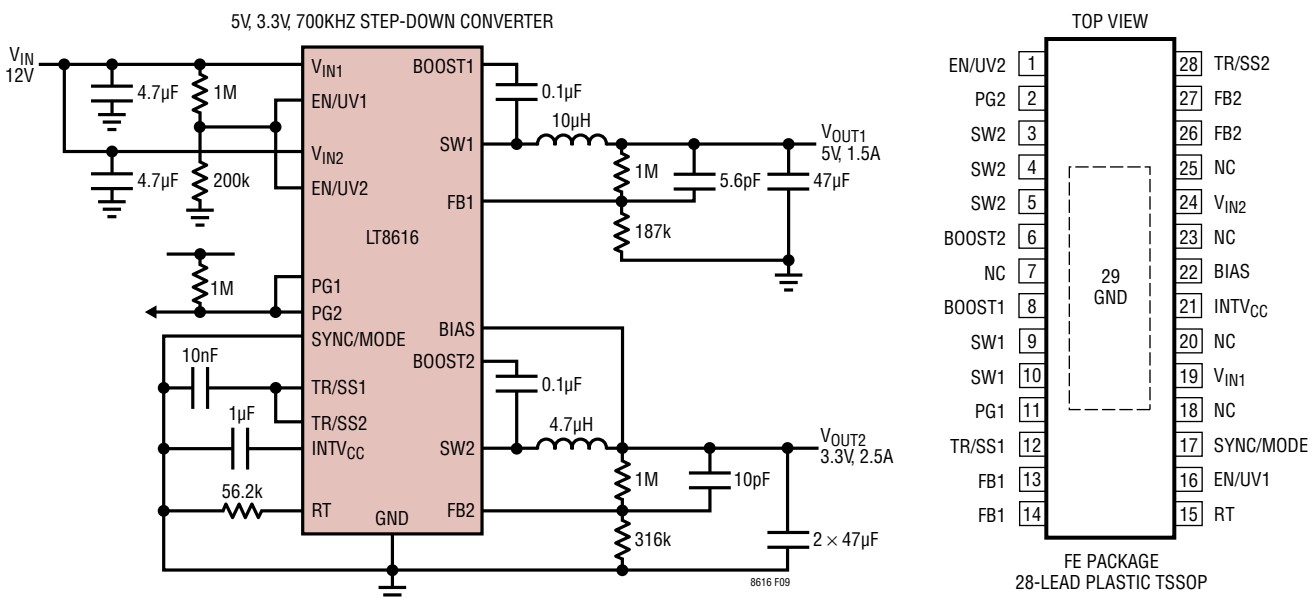 5V, 3.3V, 700KHZ STEP-DOWN CONVERTER
VIN
12V
4.7µF
1M
4.7µF
200k
1M
10nF
1µF
56.2k
VIN1
EN/UV1
VIN2
EN/UV2
LT8616
PG1
PG2
SYNC/MODE
TR/SS1
TR/SS2
INTVCC
RT
GND
BOOST1
SW1
FB1
BIAS
BOOST2
SW2
FB2
0.1µF
10µH
VOUT1
5V, 1.5A
1M
5.6pF
47µF
187k
0.1µF
4.7µH
VOUT2
3.3V, 2.5A
1M
10pF
316k
2 × 47µF
8616 F09
TOP VIEW
EN/UV2 1
PG2 2
SW2 3
SW2 4
SW2 5
BOOST2 6
NC 7
BOOST1 8
SW1 9
SW1 10
PG1 11
TR/SS1 12
FB1 13
FB1 14
29
GND
28 TR/SS2
27 FB2
26 FB2
25 NC
24 VIN2
23 NC
22 BIAS
21 INTVCC
20 NC
19 VIN1
18 NC
17 SYNC/MODE
16 EN/UV1
15 RT
FE PACKAGE
28-LEAD PLASTIC TSSOP